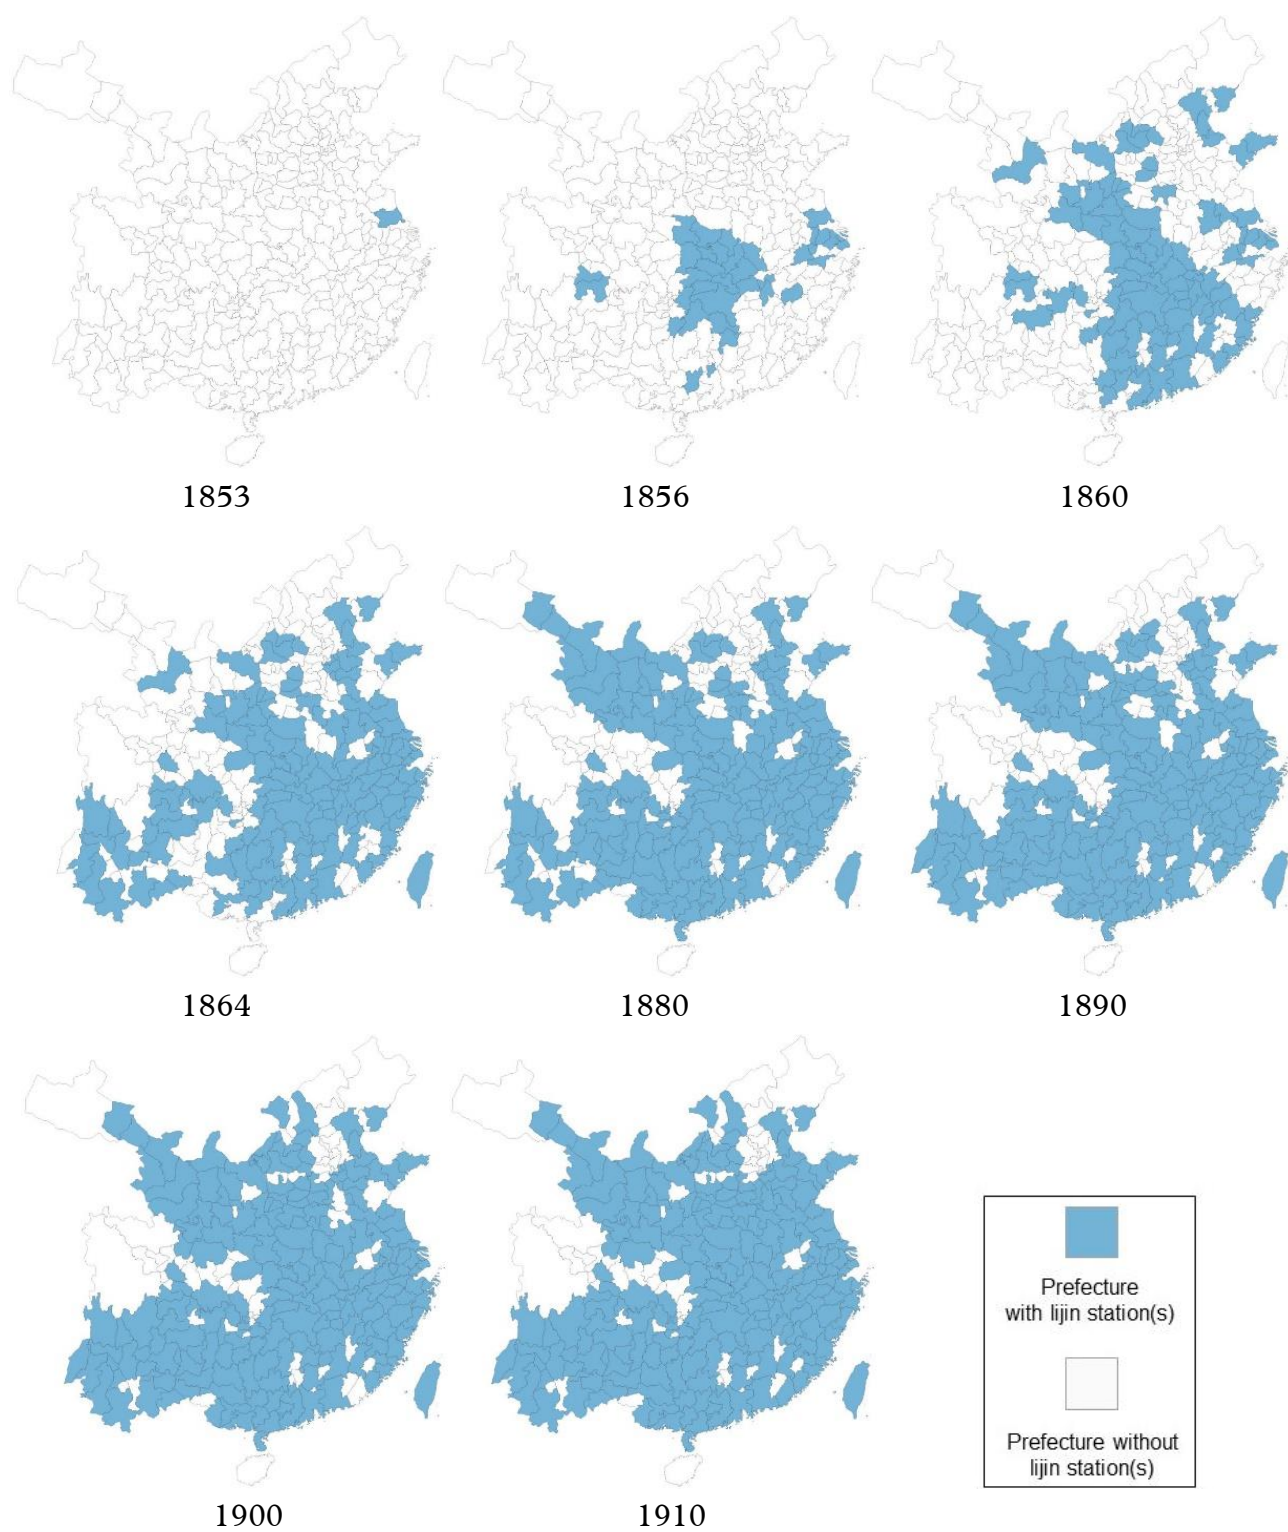 1853
1856
1860
1864
1880
1890
1900
1910
Prefecture
with lijin station(s)
Prefecture without
lijin station(s)